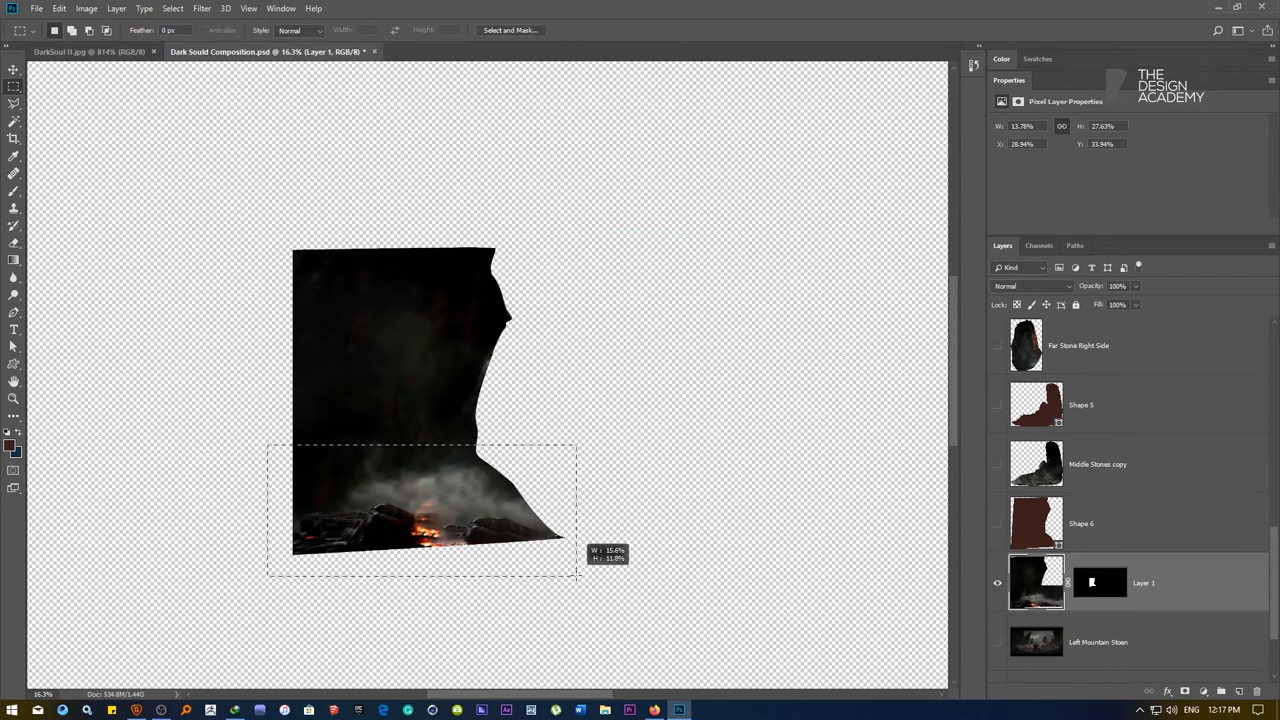 Ps File Edit Image Layer Type Select Filter 3D View Window Help
Feather: 0 px Anti-alias Style: Normal Width: Height: Select and Mask...
DarkSoul II.jpg @ 814% (RGB/8) × Dark Sould Composition.psd @ 16.3% (Layer 1, RGB/8) * ×
Color Swatches
Properties
THE
DESIGN
ACADEMY
Pixel Layer Properties
W: 13.78% H: 27.63%
X: 28.94% Y: 33.94%
Layers Channels Paths
Kind
Normal Opacity: 100%
Lock: Fill: 100%
Far Stone Right Side
Shape 5
Middle Stones copy
Shape 6
W: 15.6%
H: 11.8%
Layer 1
Left Mountain Stoen
16.3% Doc: 534.8M/1.44G
12:17 PM